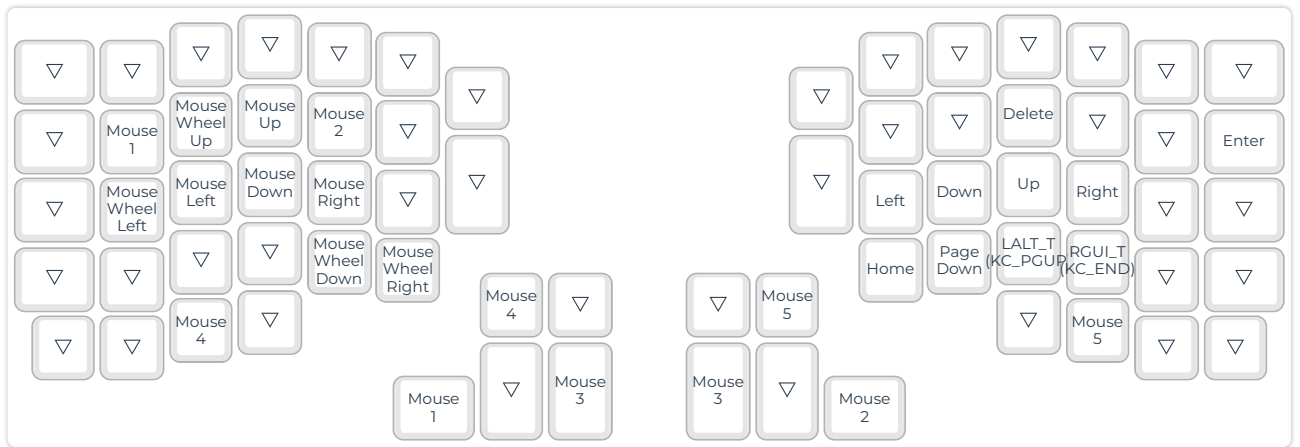 Mouse
1
Mouse
Wheel
Up
Mouse
Up
Mouse
2
Delete
Enter
Mouse
Wheel
Left
Mouse
Left
Mouse
Down
Mouse
Right
Left
Down
Up
Right
Mouse
Wheel
Down
Mouse
Wheel
Right
Home
Page
Down
LALT_T
(KC_PGUP)
RGUI_T
(KC_END)
Mouse
4
Mouse
4
Mouse
5
Mouse
5
Mouse
1
Mouse
3
Mouse
3
Mouse
2